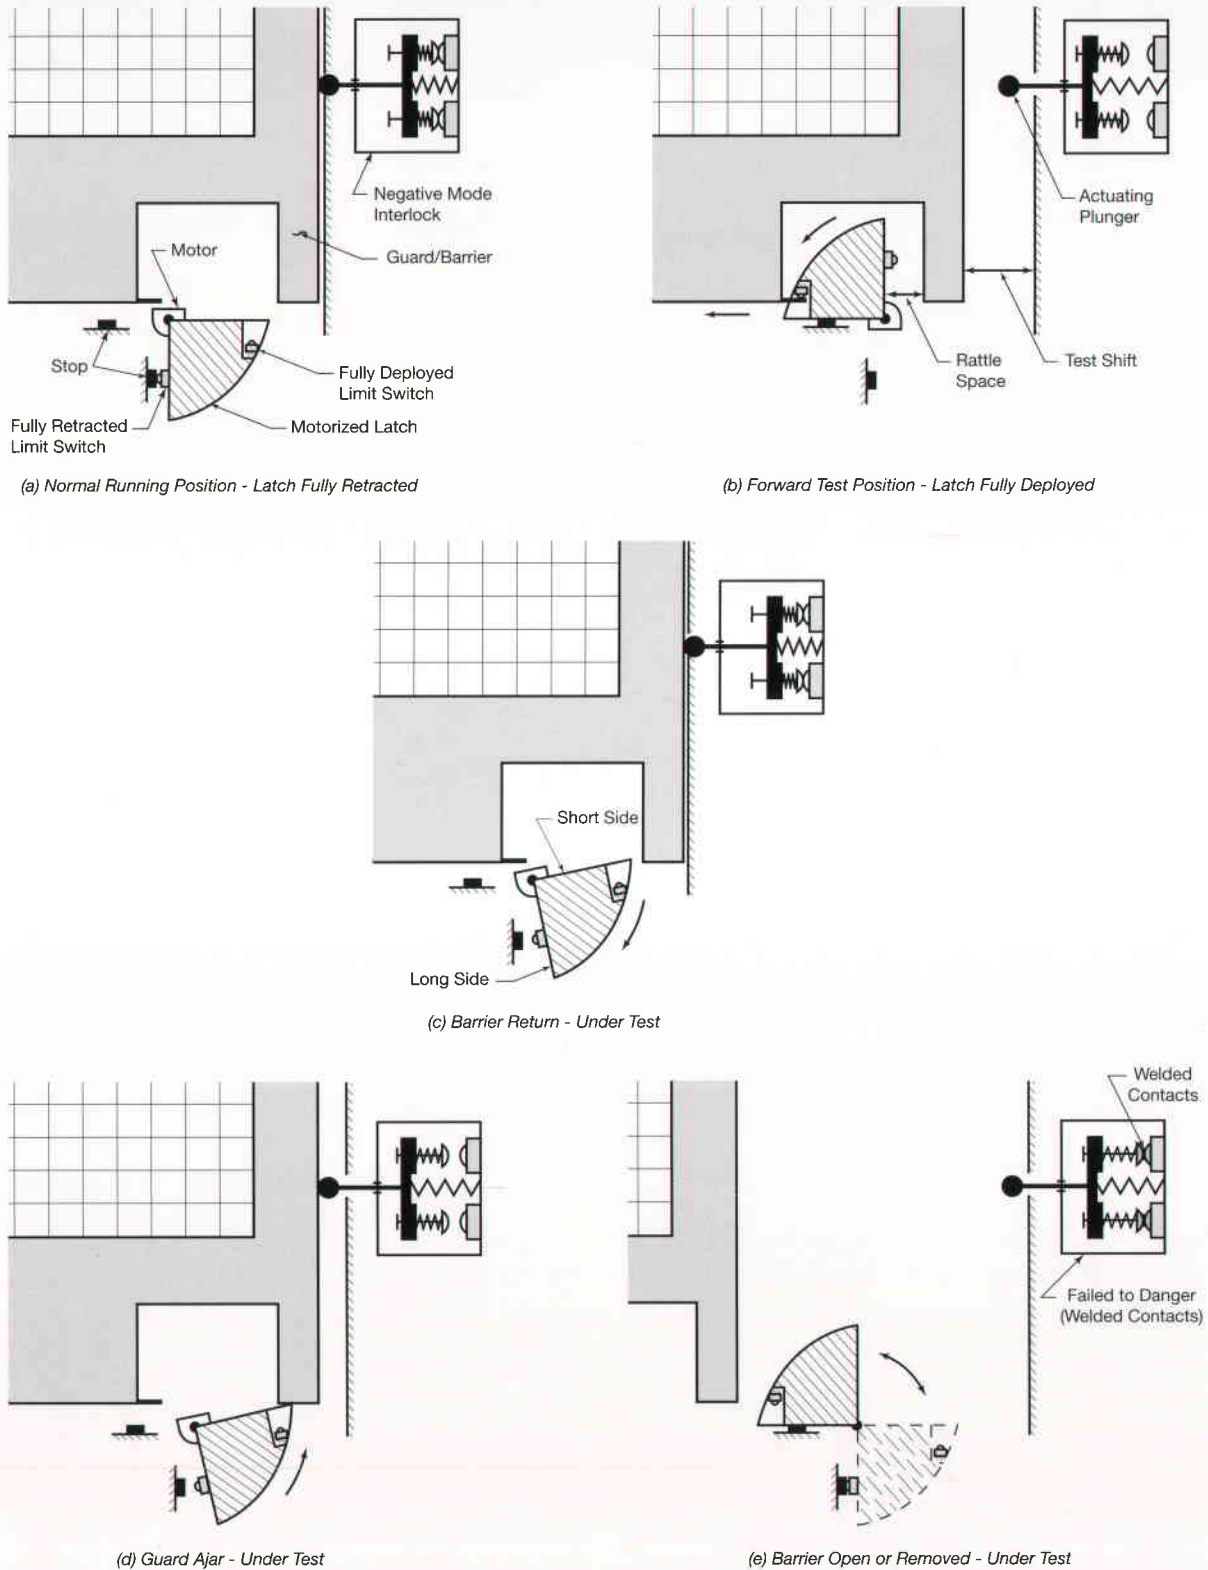 Negative Mode
Interlock
Motor
Guard/Barrier
Stop
Fully Deployed
Limit Switch
Fully Retracted
Limit Switch
Motorized Latch
(a) Normal Running Position - Latch Fully Retracted
Actuating
Plunger
Rattle
Space
Test Shift
(b) Forward Test Position - Latch Fully Deployed
Short Side
Long Side
(c) Barrier Return - Under Test
(d) Guard Ajar - Under Test
Welded
Contacts
Failed to Danger
(Welded Contacts)
(e) Barrier Open or Removed - Under Test